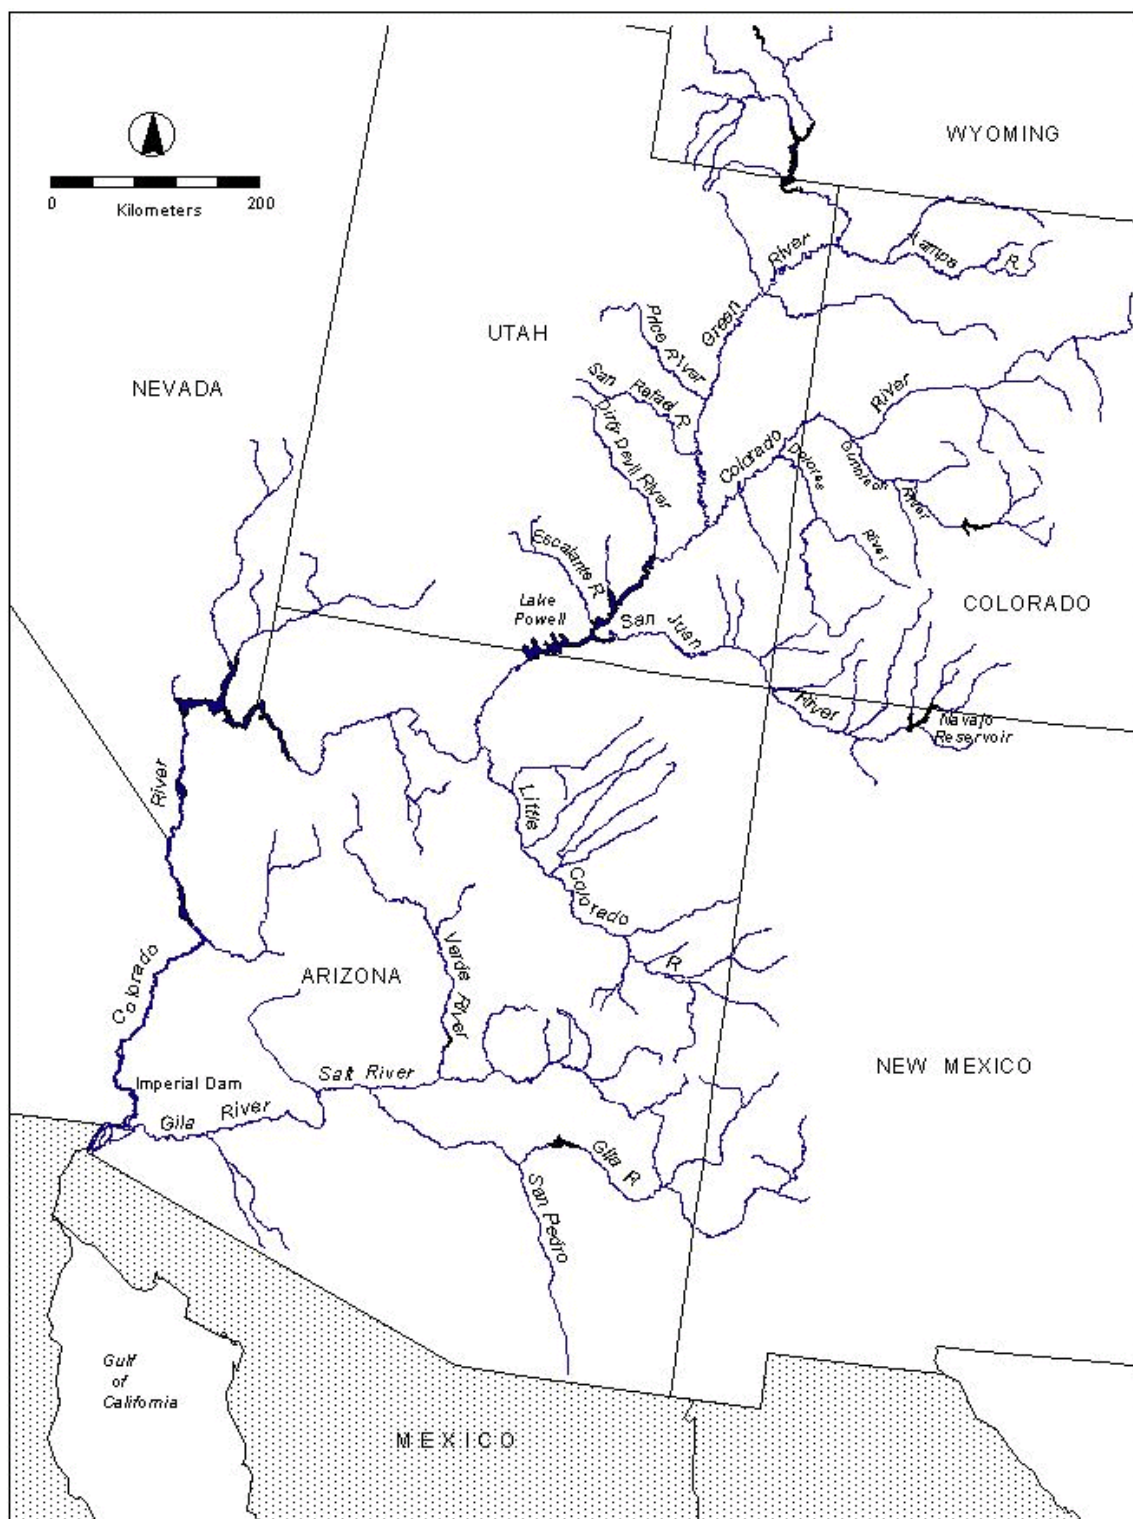 WYOMING
0 200
Kilometers
River
Yampa
R.
Green
Price River
UTAH
San
Rafael R.
NEVADA
River
Dirty Devil River
Colorado
Dolores
River
Gunnison
River
Escalante R.
COLORADO
Lake
Powell
San
Juan
River
Navajo
Reservoir
River
Little
Colorado
R.
Colorado
Verde River
ARIZONA
Salt River
NEW MEXICO
Imperial Dam
Gila River
Gila R.
San Pedro
Gulf
of
California
MEXICO